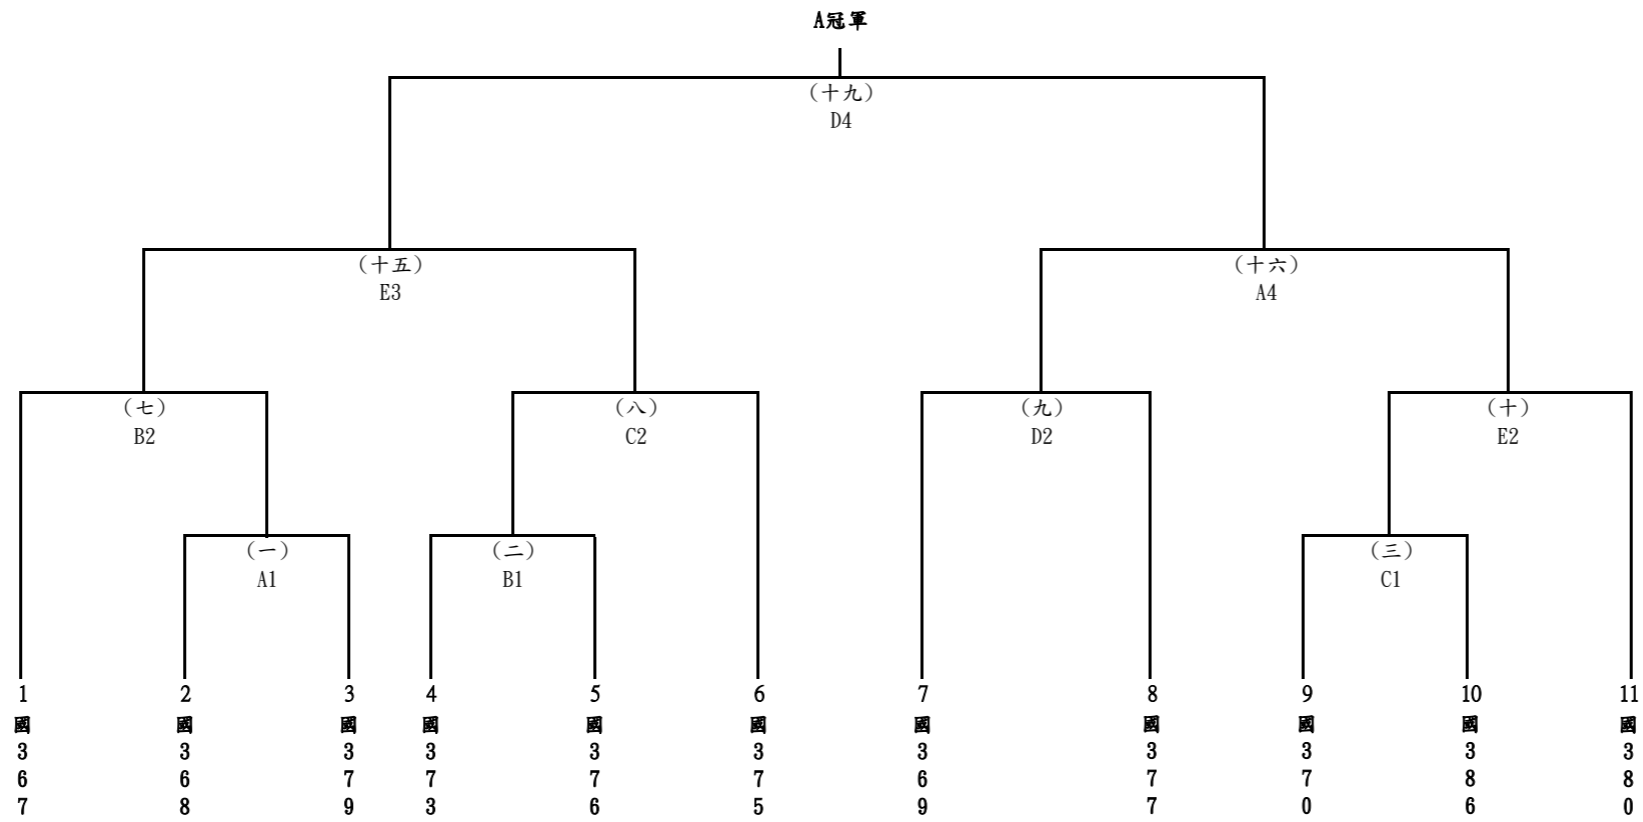 A冠軍
（十九）
D4
（十五）
E3
（十六）
A4
（七）
B2
（八）
C2
（九）
D2
（十）
E2
（一）
A1
（二）
B1
（三）
C1
1
國367
2
國368
3
國379
4
國373
5
國376
6
國375
7
國369
8
國377
9
國370
10
國386
11
國380